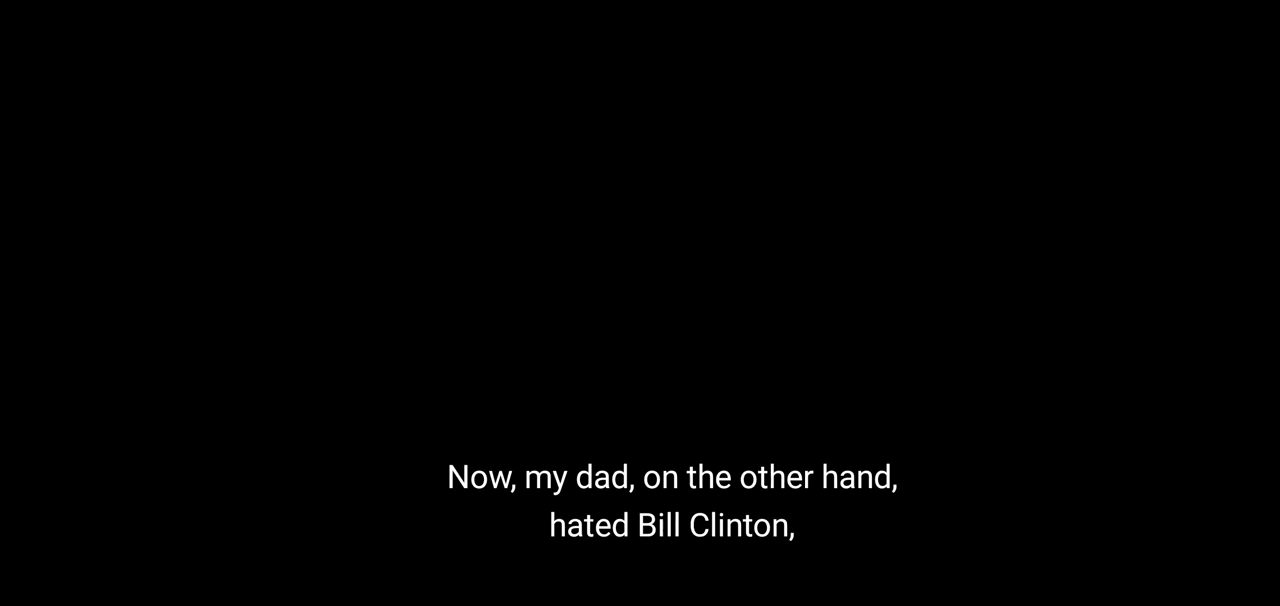 Now, my dad, on the other hand,
hated Bill Clinton,